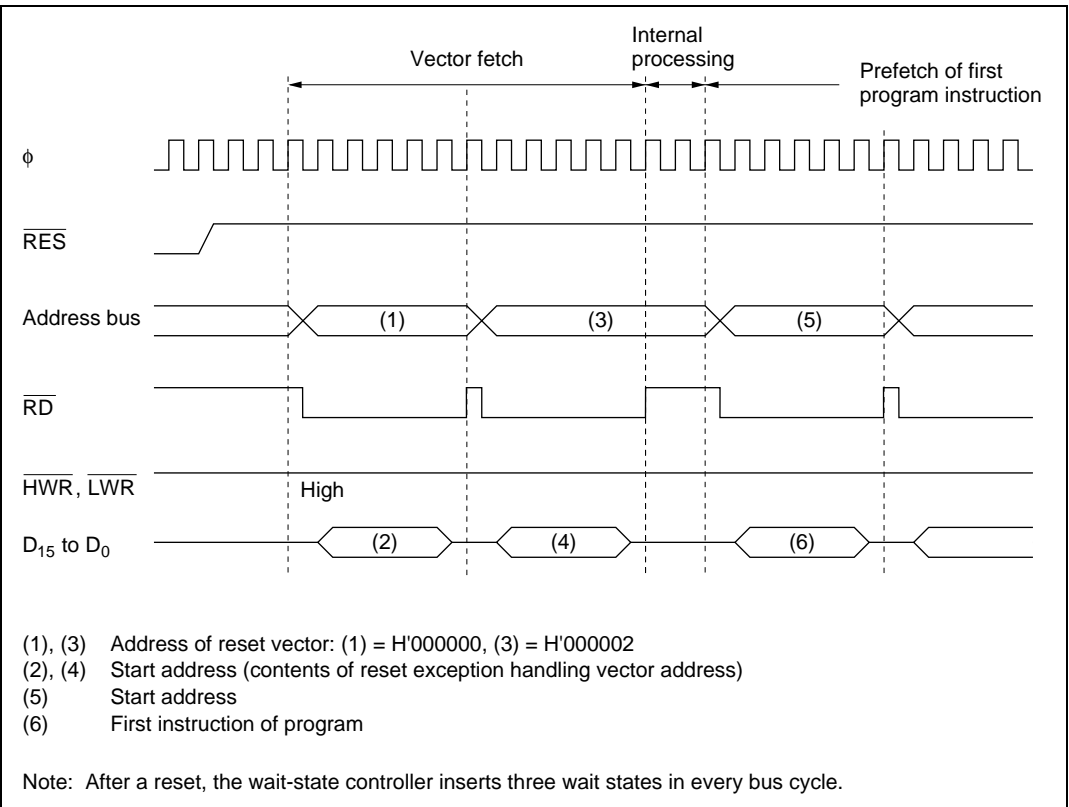 Vector fetch
Internal
processing
Prefetch of first
program instruction
ϕ
RES
Address bus
(1)
(3)
(5)
RD
HWR, LWR
High
D15 to D0
(2)
(4)
(6)
(1), (3) Address of reset vector: (1) = H'000000, (3) = H'000002
(2), (4) Start address (contents of reset exception handling vector address)
(5) Start address
(6) First instruction of program
Note: After a reset, the wait-state controller inserts three wait states in every bus cycle.